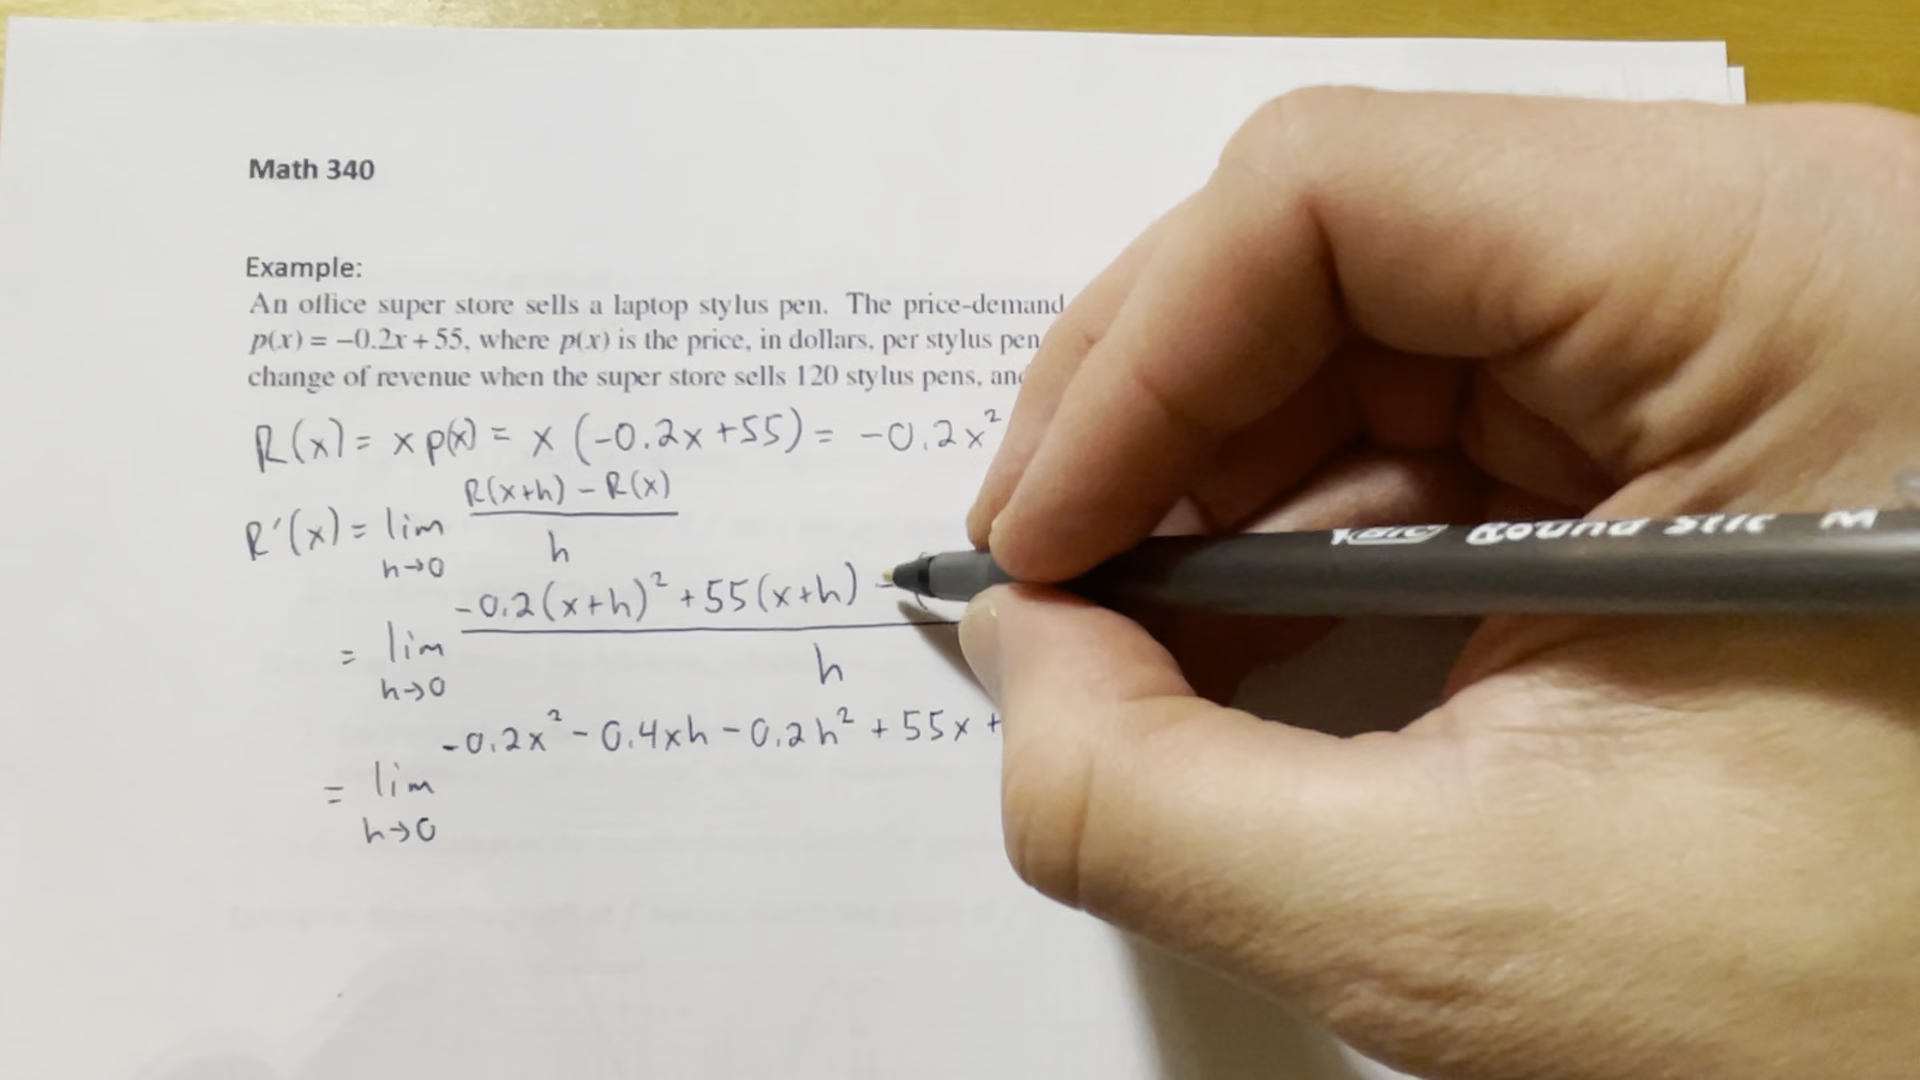 Math 340
Example:
An office super store sells a laptop stylus pen. The price-demand
p(x) = −0.2x + 55, where p(x) is the price, in dollars, per stylus pen
change of revenue when the super store sells 120 stylus pens, and
R(x) = x p(x) = x (-0.2x +55) = -0.2x²
R'(x) = lim h→0 R(x+h) - R(x) / h
= lim h→0 -0.2(x+h)² +55(x+h) - ( / h
= lim h→0 -0.2x² - 0.4xh - 0.2h² + 55x +
Round Stic M